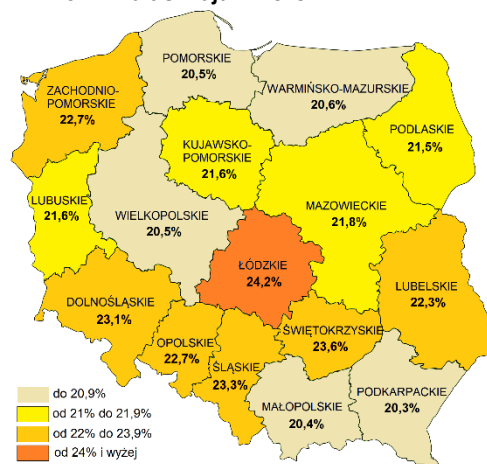 POMORSKIE
20,5%
WARMIŃSKO-MAZURSKIE
20,6%
ZACHODNIO-
POMORSKIE
22,7%
PODLASKIE
21,5%
KUJAWSKO-
POMORSKIE
21,6%
LUBUSKIE
21,6%
WIELKOPOLSKIE
20,5%
MAZOWIECKIE
21,8%
ŁÓDZKIE
24,2%
LUBELSKIE
22,3%
DOLNOŚLĄSKIE
23,1%
OPOLSKIE
22,7%
ŚLĄSKIE
23,3%
ŚWIĘTOKRZYSKIE
23,6%
MAŁOPOLSKIE
20,4%
PODKARPACKIE
20,3%
do 20,9%
od 21% do 21,9%
od 22% do 23,9%
od 24% i wyżej